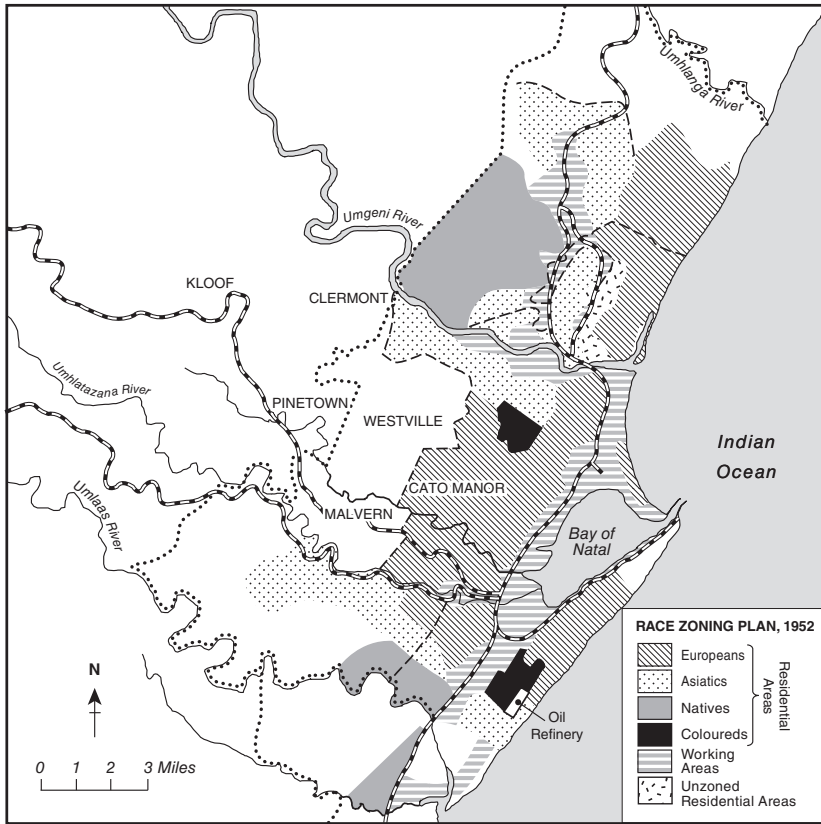 Umhlanga River
Umgeni River
KLOOF
CLERMONT
Umhlatazana River
PINETOWN
WESTVILLE
Indian
Ocean
CATO MANOR
Umlaas River
MALVERN
Bay of
Natal
N
0 1 2 3 Miles
Oil
Refinery
RACE ZONING PLAN, 1952
Europeans
Asiatics
Natives
Coloureds
Residential
Areas
Working
Areas
Unzoned
Residential Areas